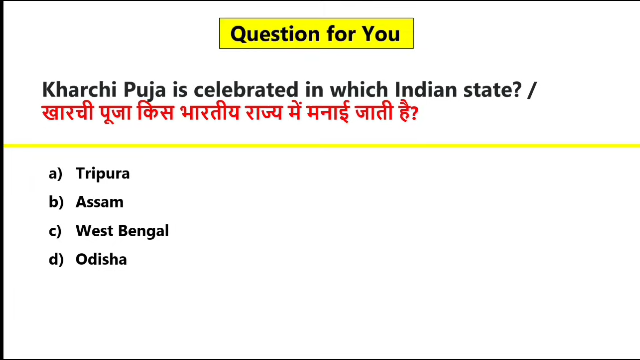 Question for You
Kharchi Puja is celebrated in which Indian state? /
खारची पूजा किस भारतीय राज्य में मनाई जाती है?
a) Tripura
b) Assam
c) West Bengal
d) Odisha